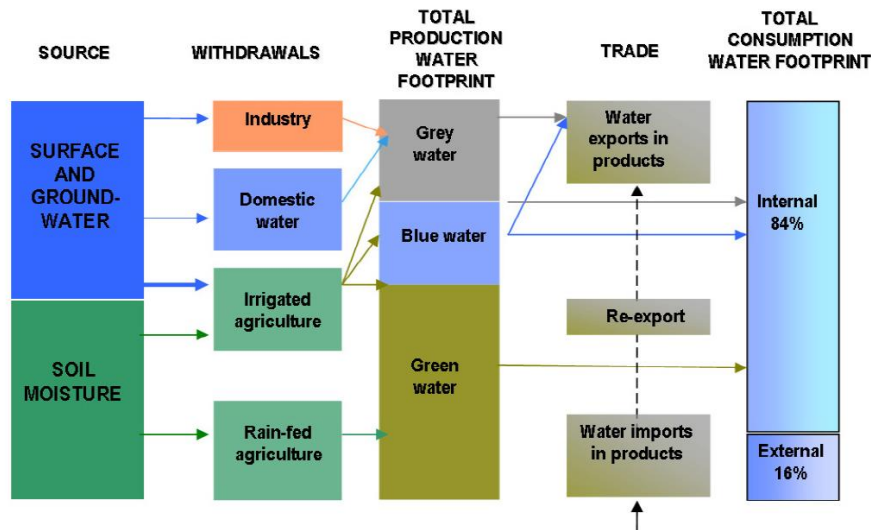 SOURCE
WITHDRAWALS
TOTAL
PRODUCTION
WATER
FOOTPRINT
TRADE
TOTAL
CONSUMPTION
WATER FOOTPRINT
SURFACE
AND
GROUND-
WATER
SOIL
MOISTURE
Industry
Domestic
water
Irrigated
agriculture
Rain-fed
agriculture
Grey
water
Blue water
Green
water
Water
exports in
products
Re-export
Water imports
in products
Internal
84%
External
16%